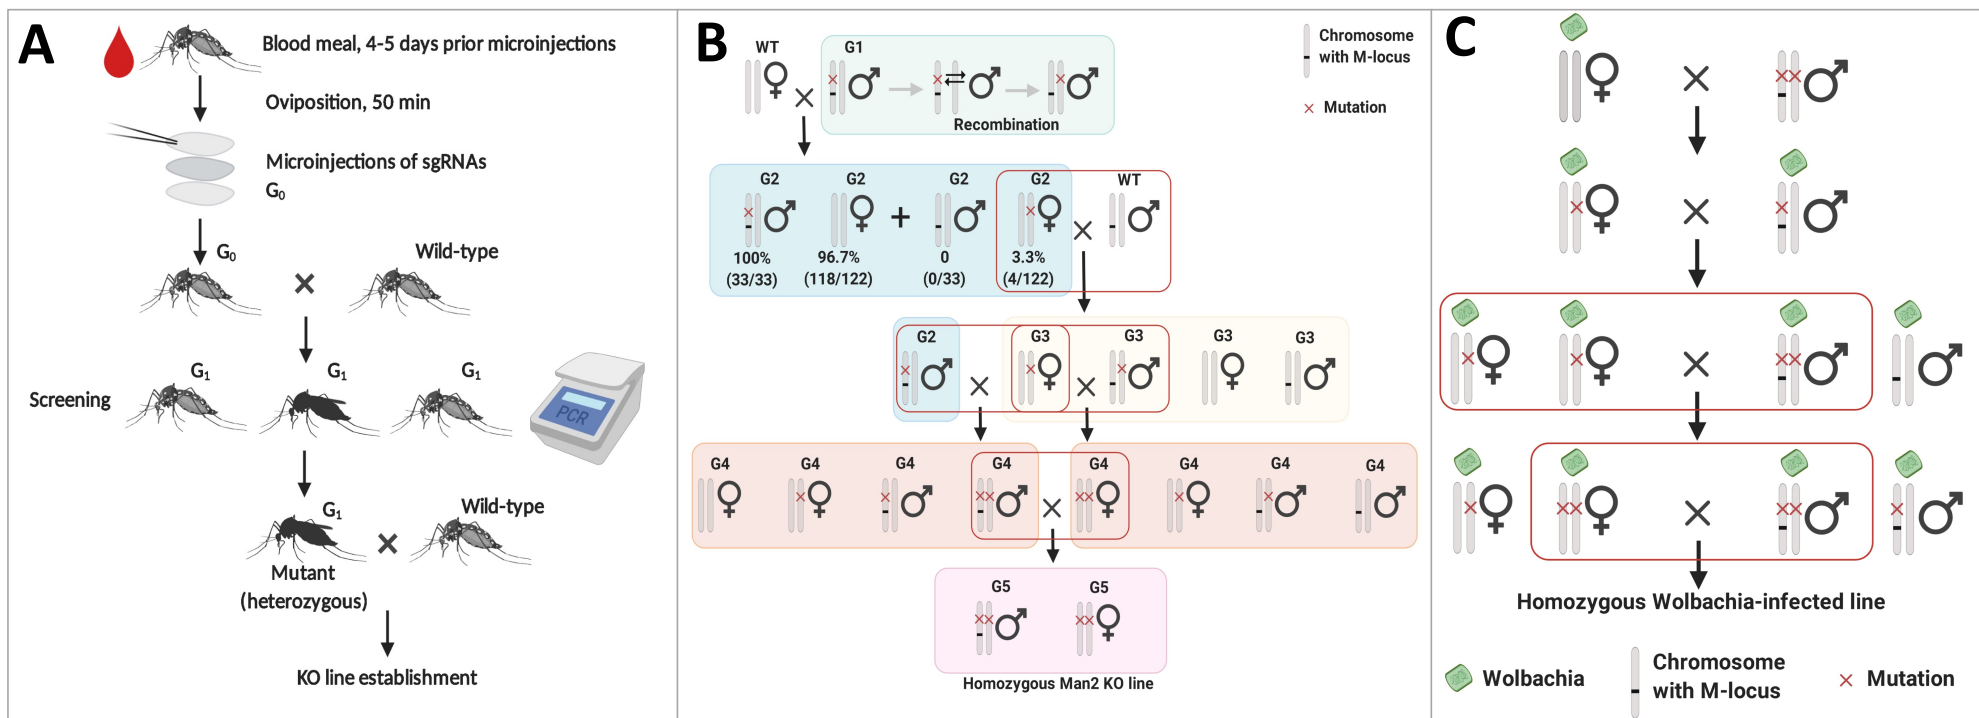 A
Blood meal, 4-5 days prior microinjections
Oviposition, 50 min
Microinjections of sgRNAs
G₀
G₀
Wild-type
×
Screening
G₁
G₁
G₁
PCR
G₁
Wild-type
×
Mutant
(heterozygous)
KO line establishment
B
WT
G1
Recombination
Chromosome
with M-locus
Mutation
G2
G2
G2
G2
WT
+
100%
96.7%
0
3.3%
(33/33)
(118/122)
(0/33)
(4/122)
G2
G3
G3
G3
G3
G4
G4
G4
G4
G4
G4
G4
G4
G5
G5
Homozygous Man2 KO line
C
Homozygous Wolbachia-infected line
Wolbachia
Chromosome
with M-locus
Mutation